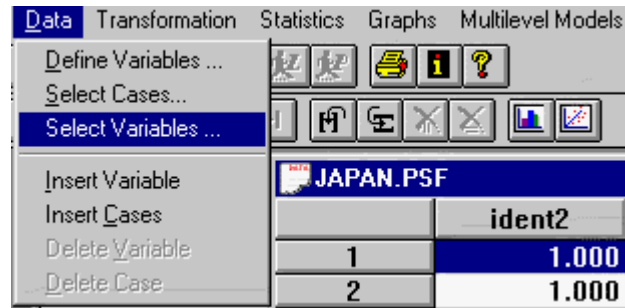 Data Transformation Statistics Graphs Multilevel Models
Define Variables ...
Select Cases...
Select Variables ...
Insert Variable
Insert Cases
Delete Variable
Delete Case
JAPAN.PSF
ident2
1 1.000
2 1.000